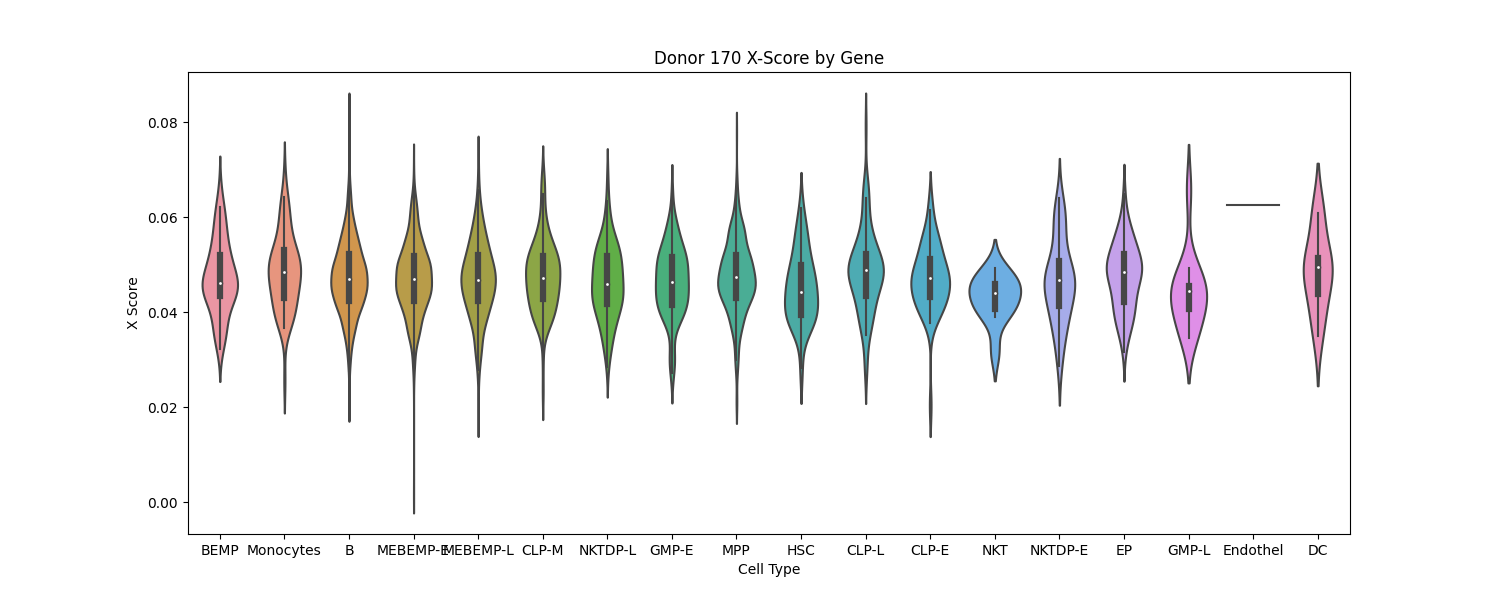 Donor 170 X-Score by Gene
X Score
0.08
0.06
0.04
0.02
0.00
BEMP Monocytes B MEBEMP-E MEBEMP-L CLP-M NKTDP-L GMP-E MPP HSC CLP-L CLP-E NKT NKTDP-E EP GMP-L Endothel DC
Cell Type